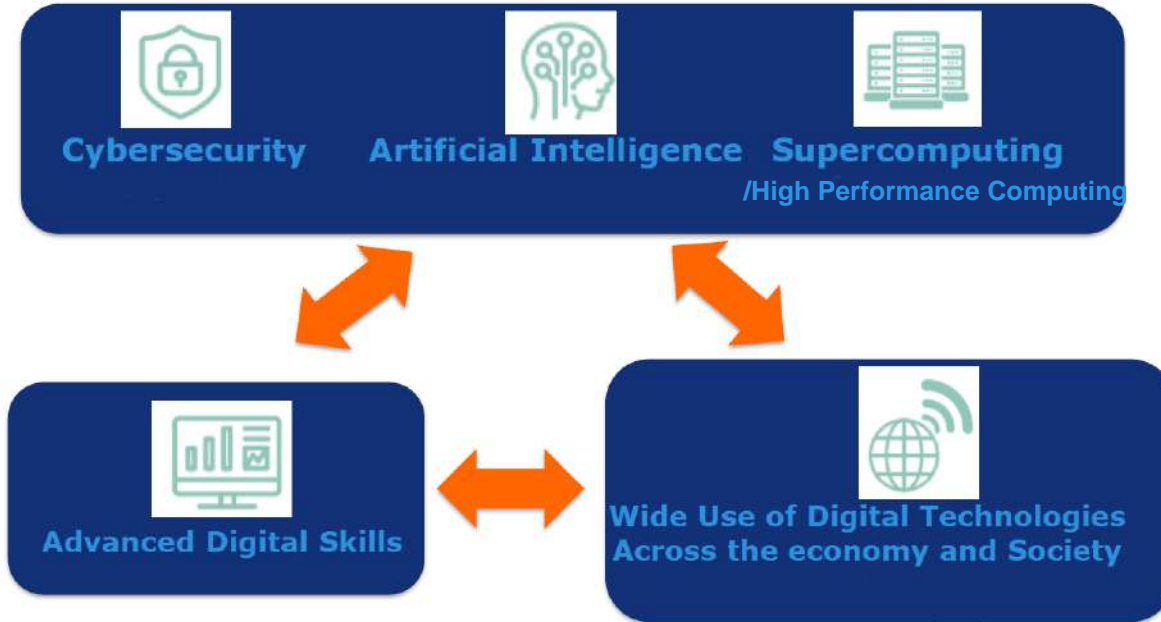 Cybersecurity
Artificial Intelligence
Supercomputing
/High Performance Computing
Advanced Digital Skills
Wide Use of Digital Technologies
Across the economy and Society